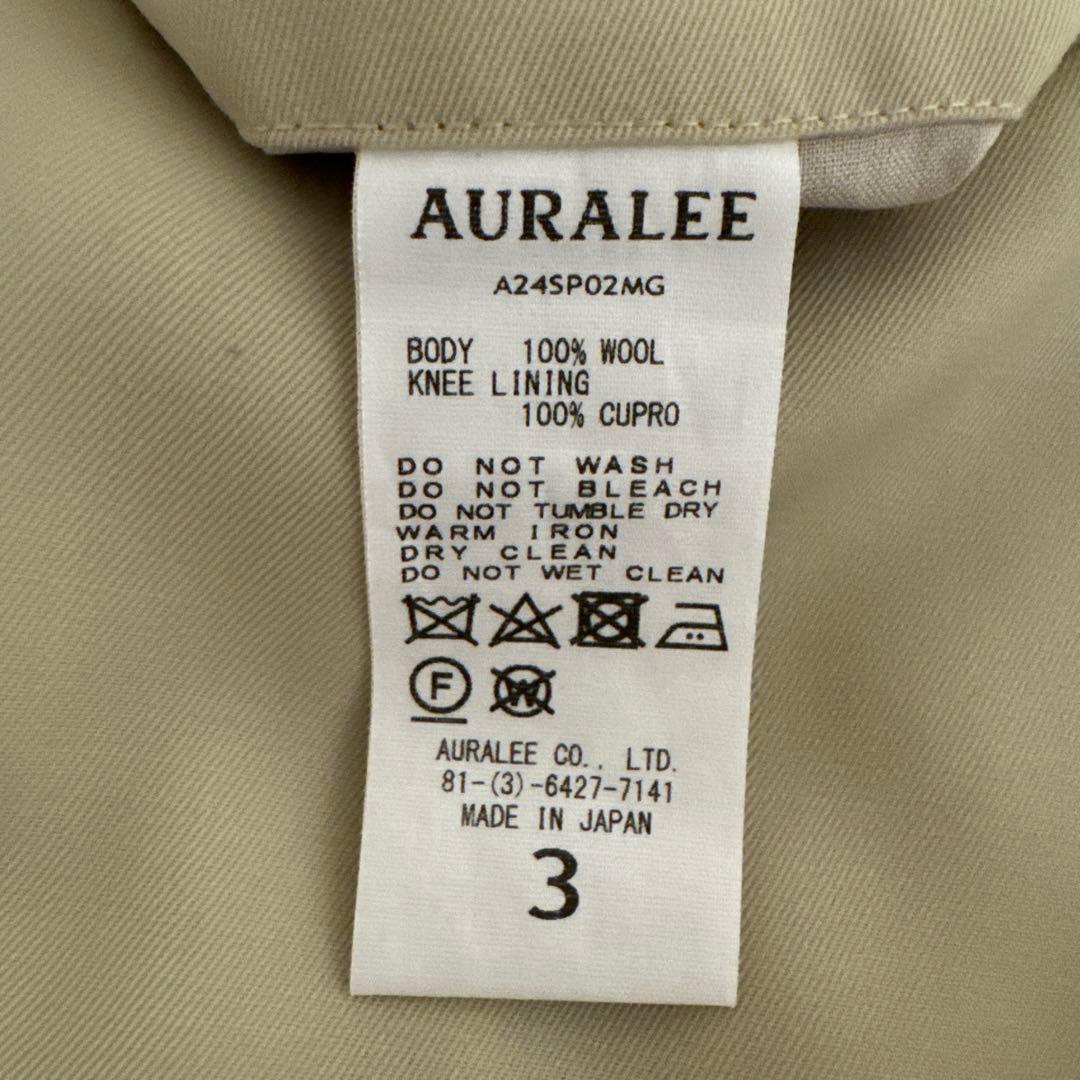 AURALEE
A24SP02MG
BODY 100% WOOL
KNEE LINING
100% CUPRO
DO NOT WASH
DO NOT BLEACH
DO NOT TUMBLE DRY
WARM IRON
DRY CLEAN
DO NOT WET CLEAN
F W
AURALEE CO., LTD.
81-(3)-6427-7141
MADE IN JAPAN
3